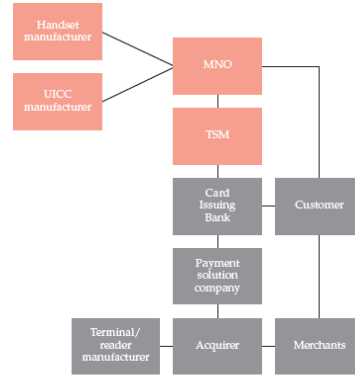 Handset
manufacturer
MNO
UICC
manufacturer
TSM
Card
Issuing
Bank
Customer
Payment
solution
company
Terminal/
reader
manufacturer
Acquirer
Merchants